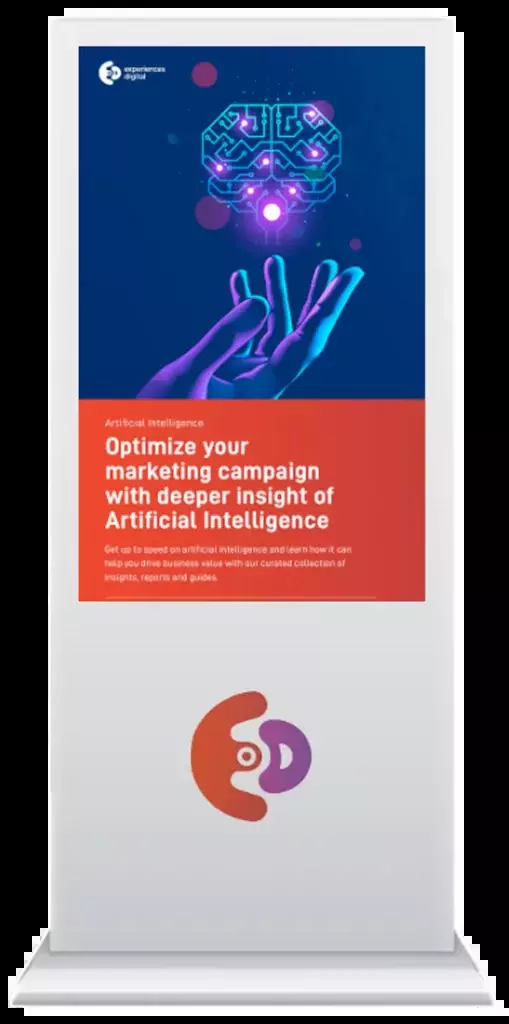 experiences
digital
Artificial Intelligence
Optimize your
marketing campaign
with deeper insight of
Artificial Intelligence
Get up to speed on artificial intelligence and learn how it can
help you drive business value with our curated collection of
insights, reports and guides.